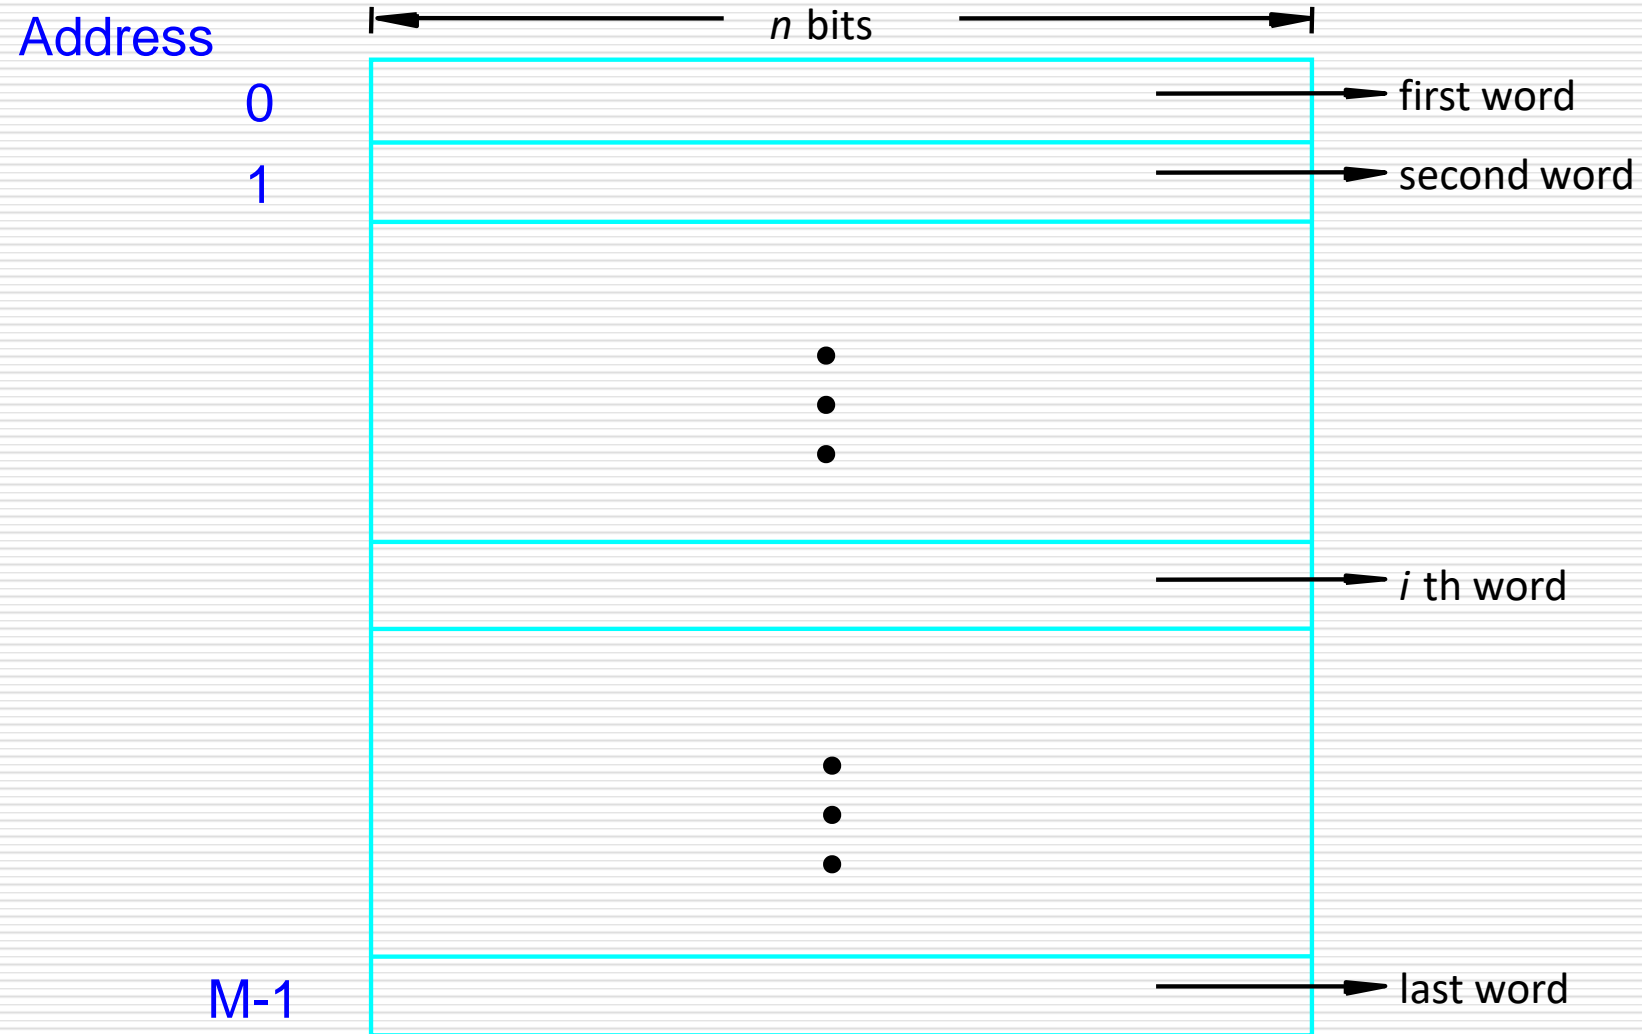 n bits
Address
0
first word
1
second word
i th word
M-1
last word